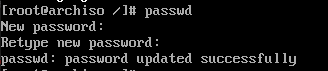 [root@archiso /]# passwd
New password:
Retype new password:
passwd: password updated successfully